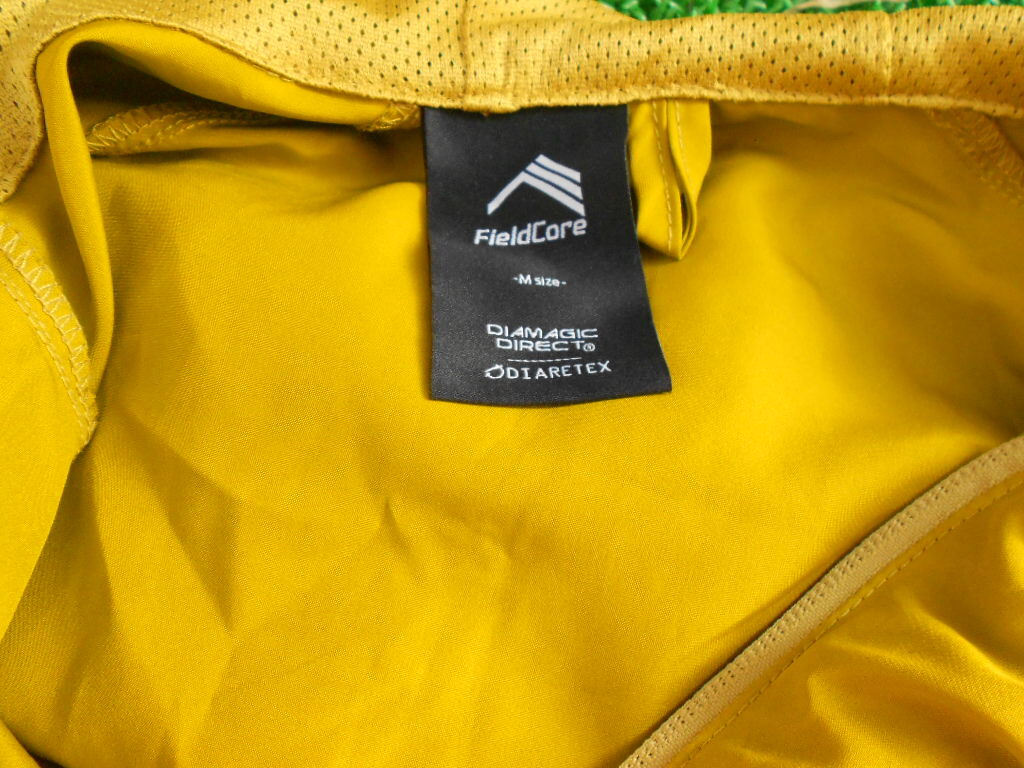 FieldCore
-M size-
DIAMAGIC
DIRECT®
DIARETEX